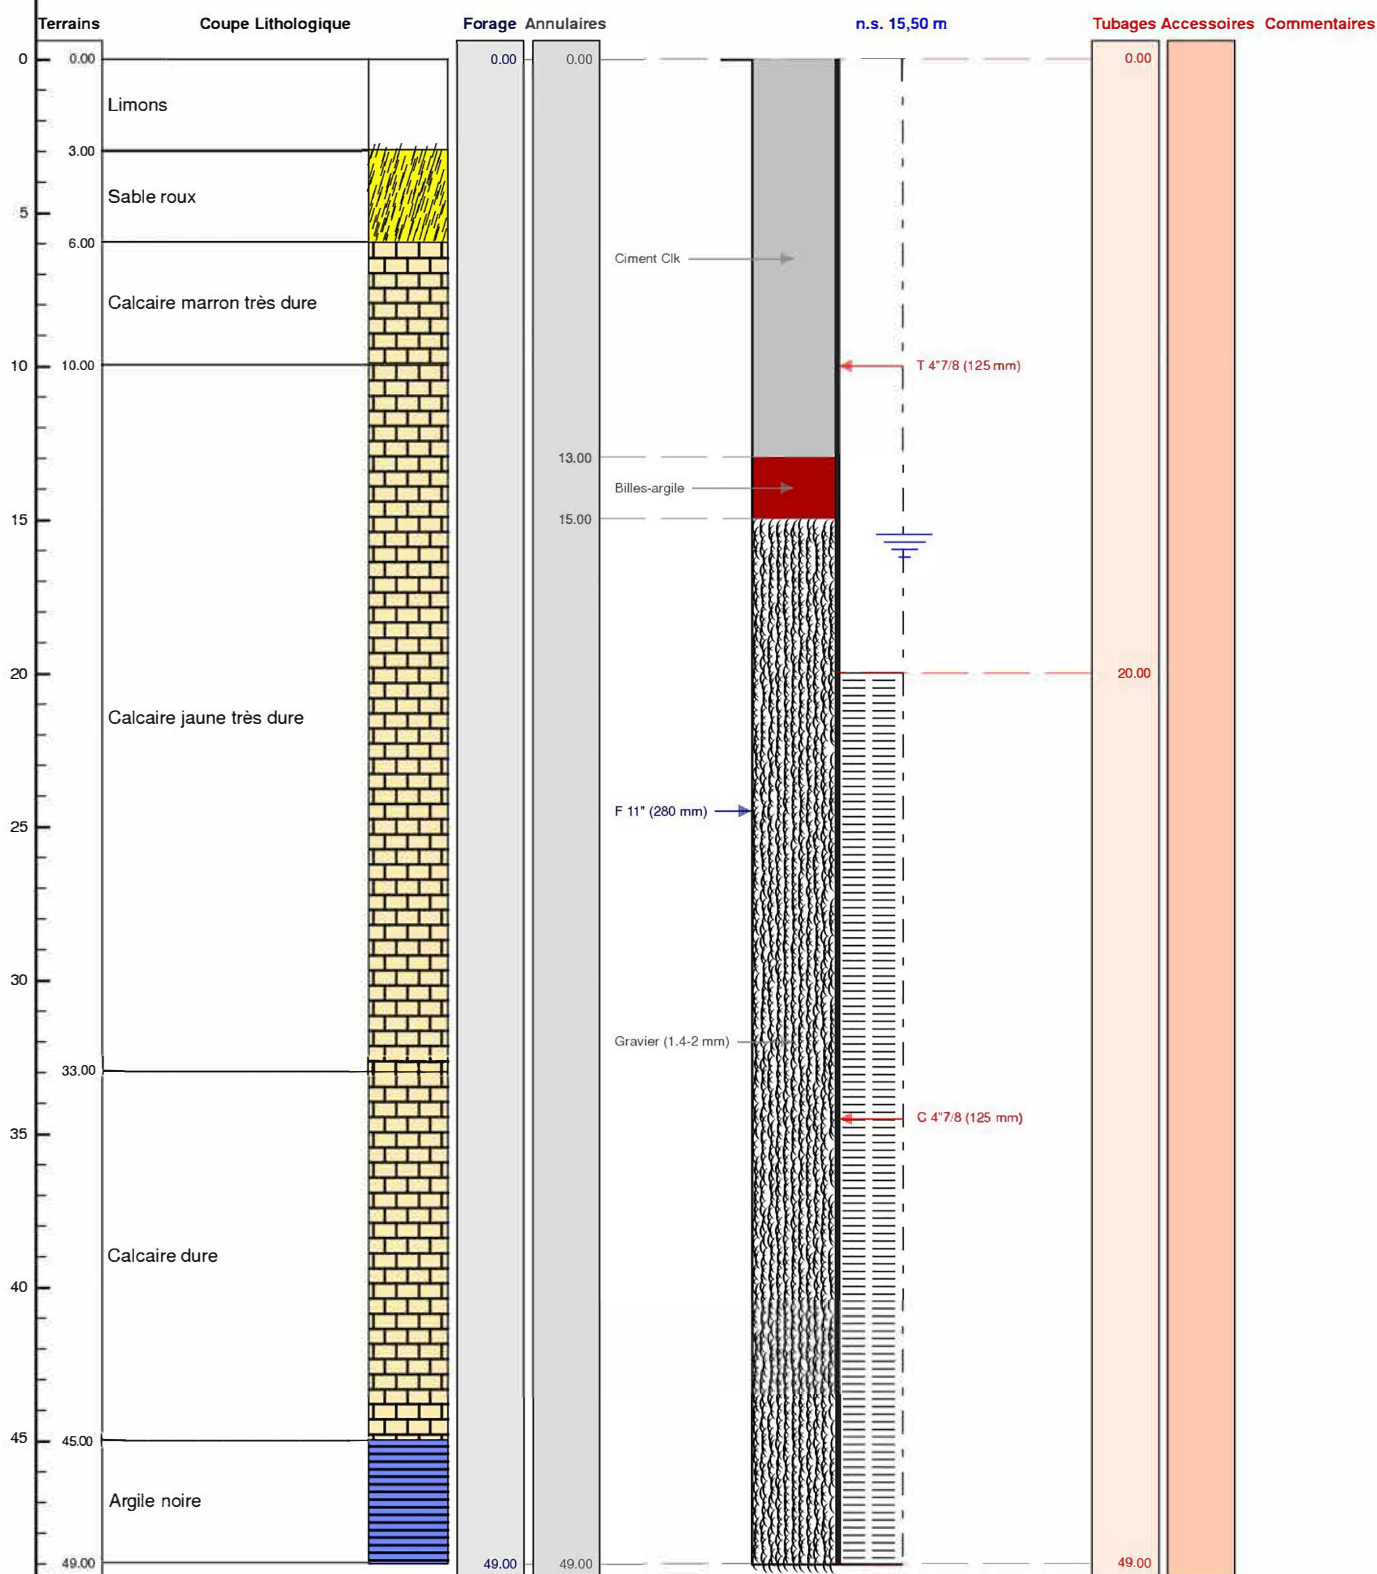 Terrains Coupe Lithologique Forage Annulaires n.s. 15,50 m Tubages Accessoires Commentaires
0 0.00 0.00 0.00 0.00
Limons
3.00
Sable roux
5
6.00
Ciment Clk
Calcaire marron très dure
10 10.00 T 4"7/8 (125 mm)
13.00
Billes-argile
15 15.00
20 20.00
Calcaire jaune très dure
F 11" (280 mm)
25
30
Gravier (1.4-2 mm)
33.00
C 4"7/8 (125 mm)
35
Calcaire dure
40
45 45.00
Argile noire
49.00 49.00 49.00 49.00